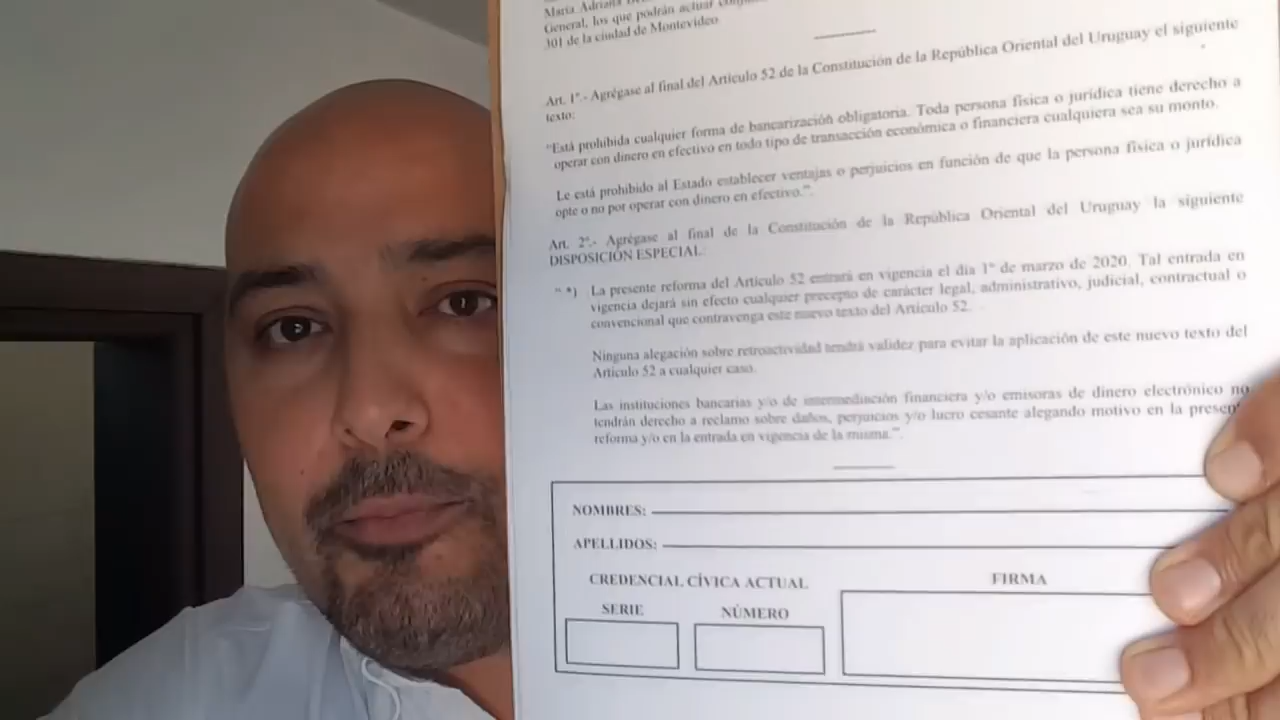 María Adriana
General, los que podrán actuar
301 de la ciudad de Montevideo
Art. 1º.- Agrégase al final del Artículo 52 de la Constitución de la República Oriental del Uruguay el siguiente
texto:
"Está prohibida cualquier forma de bancarización obligatoria. Toda persona física o jurídica tiene derecho a
operar con dinero en efectivo en todo tipo de transacción económica o financiera cualquiera sea su monto.
Le está prohibido al Estado establecer ventajas o perjuicios en función de que la persona física o jurídica
opte o no por operar con dinero en efectivo.".
Art. 2º.- Agrégase al final de la Constitución de la República Oriental del Uruguay la siguiente
DISPOSICIÓN ESPECIAL:
" *) La presente reforma del Artículo 52 entrará en vigencia el día 1º de marzo de 2020. Tal entrada en
vigencia dejará sin efecto cualquier precepto de carácter legal, administrativo, judicial, contractual o
convencional que contravenga este nuevo texto del Artículo 52.
Ninguna alegación sobre retroactividad tendrá validez para evitar la aplicación de este nuevo texto del
Artículo 52 a cualquier caso.
Las instituciones bancarias y/o de intermediación financiera y/o emisoras de dinero electrónico no
tendrán derecho a reclamo sobre daños, perjuicios y/o lucro cesante alegando motivo en la present
reforma y/o en la entrada en vigencia de la misma.".
NOMBRES:
APELLIDOS:
CREDENCIAL CÍVICA ACTUAL
FIRMA
SERIE NÚMERO